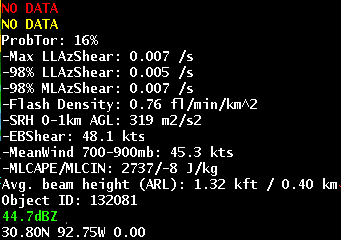 NO DATA
NO DATA
ProbTor: 16%
-Max LLAzShear: 0.007 /s
-98% LLAzShear: 0.005 /s
-98% MLAzShear: 0.007 /s
-Flash Density: 0.76 fl/min/km^2
-SRH 0-1km AGL: 319 m2/s2
-EBShear: 48.1 kts
-MeanWind 700-900mb: 45.3 kts
-MLCAPE/MLCIN: 2737/-8 J/kg
Avg. beam height (ARL): 1.32 kft / 0.40 km
Object ID: 132081
44.7dBZ
30.80N 92.75W 0.00